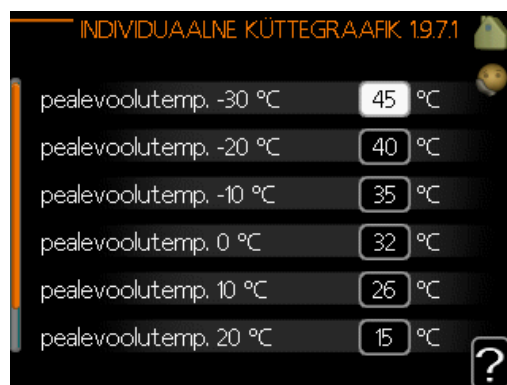 INDIVIDUAALNE KÜTTEGRAAFIK 1.9.7.1
pealevoolutemp. -30 °C 45 °C
pealevoolutemp. -20 °C 40 °C
pealevoolutemp. -10 °C 35 °C
pealevoolutemp. 0 °C 32 °C
pealevoolutemp. 10 °C 26 °C
pealevoolutemp. 20 °C 15 °C
?